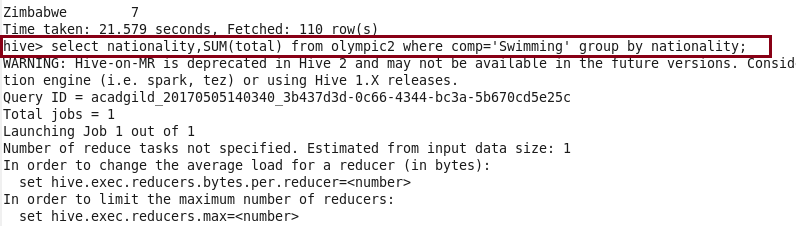 Zimbabwe        7
Time taken: 21.579 seconds, Fetched: 110 row(s)
hive> select nationality,SUM(total) from olympic2 where comp='Swimming' group by nationality;
WARNING: Hive-on-MR is deprecated in Hive 2 and may not be available in the future versions. Consid
tion engine (i.e. spark, tez) or using Hive 1.X releases.
Query ID = acadgild_20170505140340_3b437d3d-0c66-4344-bc3a-5b670cd5e25c
Total jobs = 1
Launching Job 1 out of 1
Number of reduce tasks not specified. Estimated from input data size: 1
In order to change the average load for a reducer (in bytes):
  set hive.exec.reducers.bytes.per.reducer=<number>
In order to limit the maximum number of reducers:
  set hive.exec.reducers.max=<number>